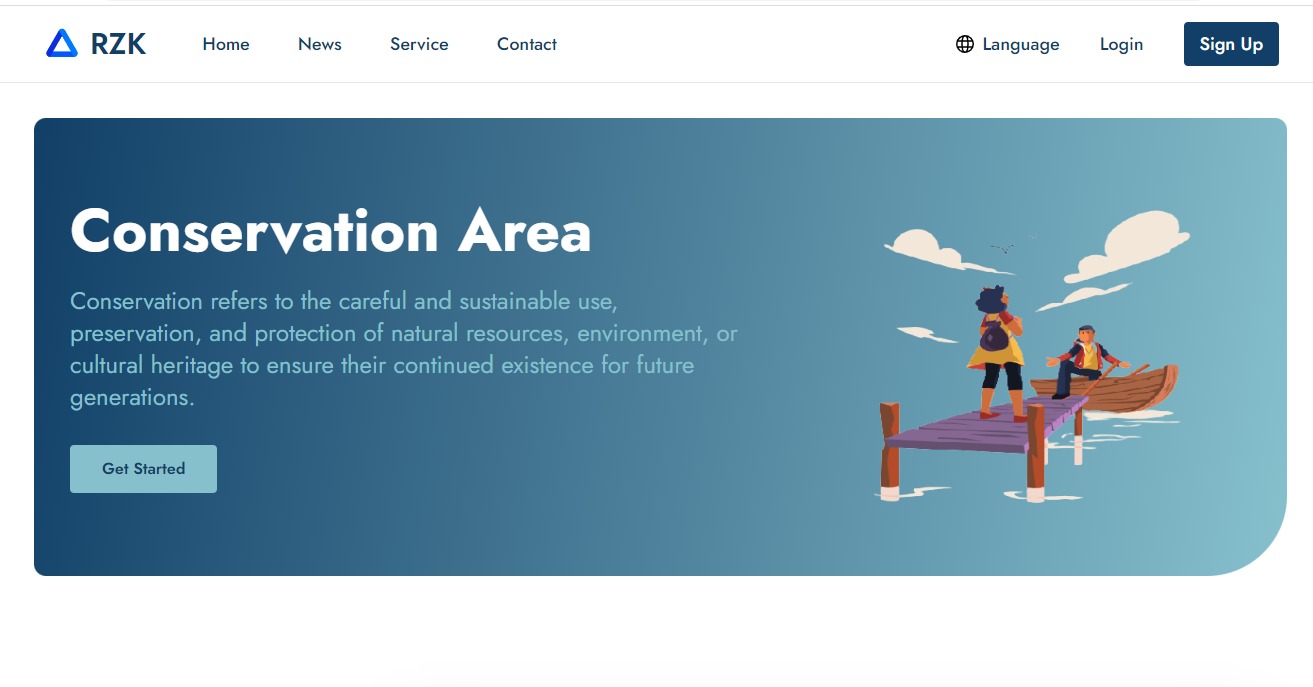 RZK Home News Service Contact Language Login Sign Up
Conservation Area
Conservation refers to the careful and sustainable use,
preservation, and protection of natural resources, environment, or
cultural heritage to ensure their continued existence for future
generations.
Get Started